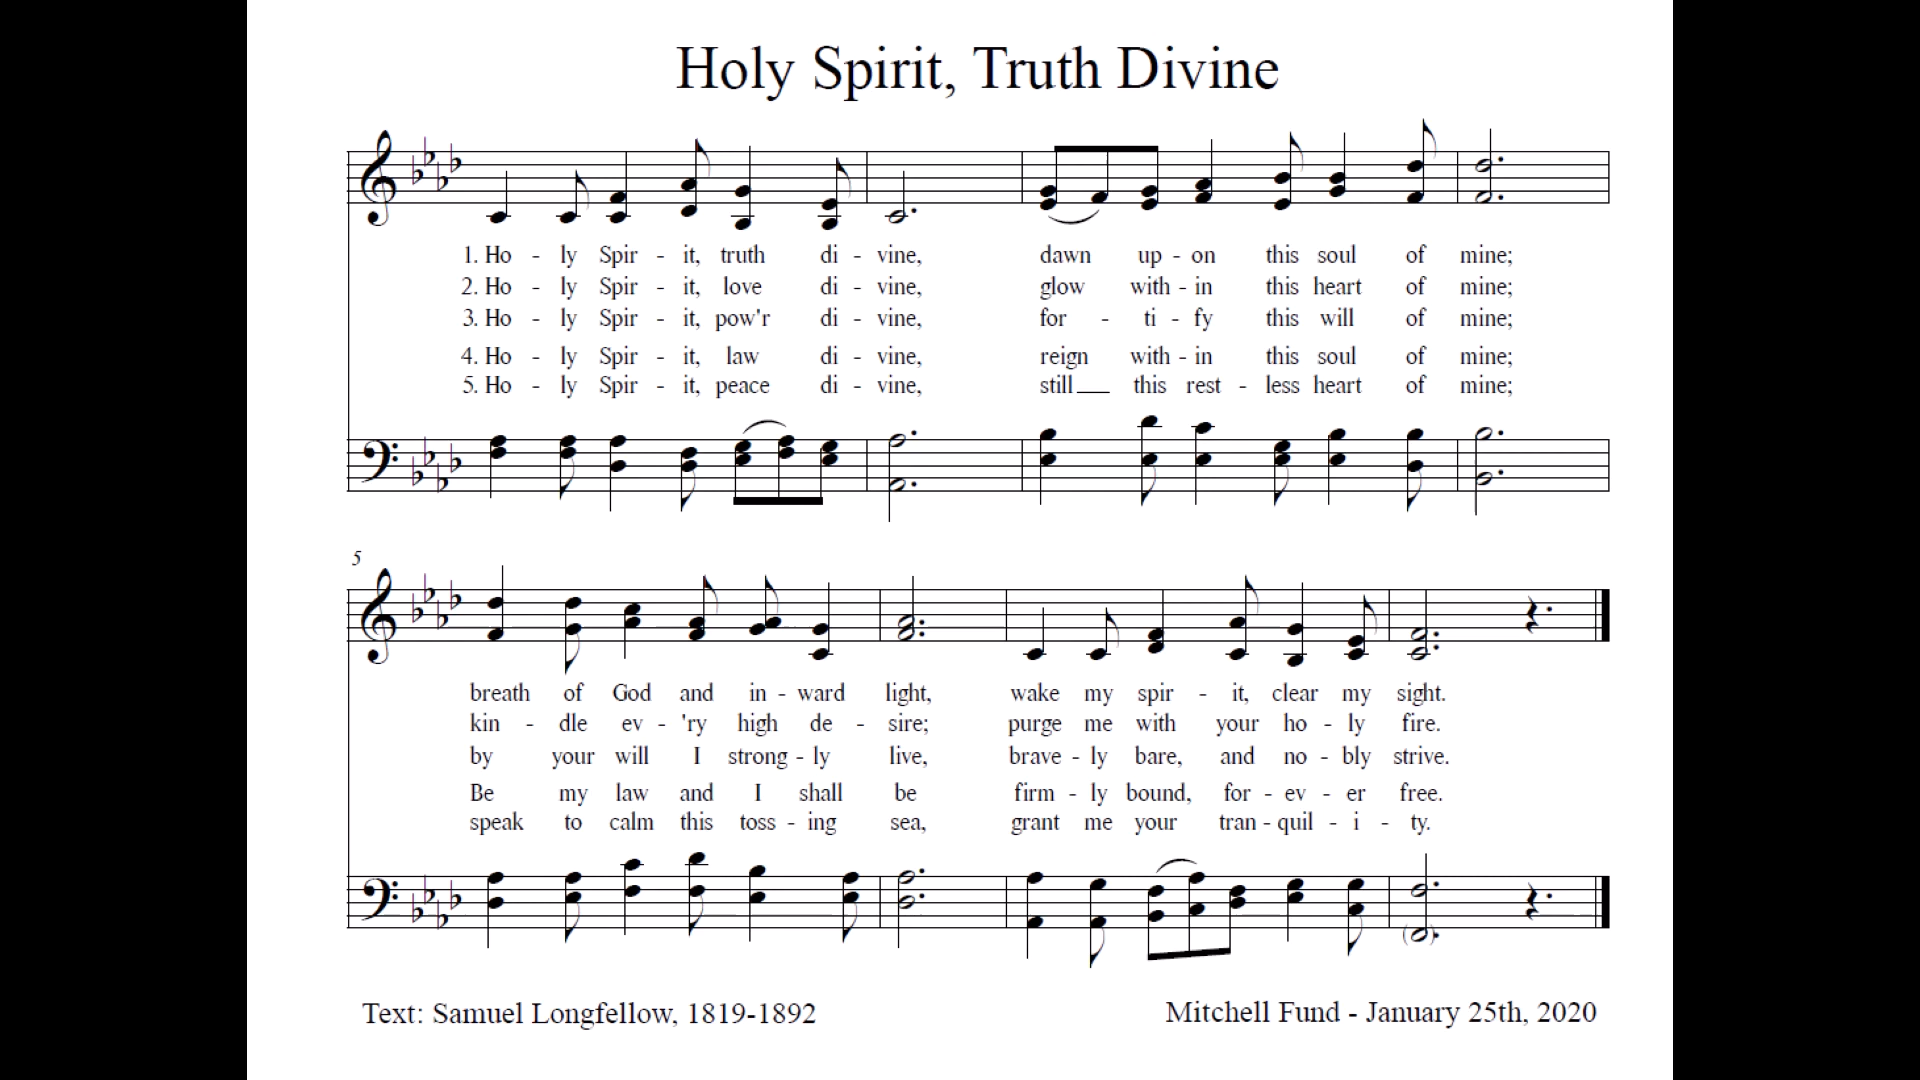 Holy Spirit, Truth Divine
1. Ho - ly Spir - it, truth di - vine, dawn up - on this soul of mine;
2. Ho - ly Spir - it, love di - vine, glow with - in this heart of mine;
3. Ho - ly Spir - it, pow'r di - vine, for - ti - fy this will of mine;
4. Ho - ly Spir - it, law di - vine, reign with - in this soul of mine;
5. Ho - ly Spir - it, peace di - vine, still this rest - less heart of mine;
5
breath of God and in - ward light, wake my spir - it, clear my sight.
kin - dle ev - 'ry high de - sire; purge me with your ho - ly fire.
by your will I strong - ly live, brave - ly bare, and no - bly strive.
Be my law and I shall be firm - ly bound, for - ev - er free.
speak to calm this toss - ing sea, grant me your tran - quil - i - ty.
Text: Samuel Longfellow, 1819-1892
Mitchell Fund - January 25th, 2020